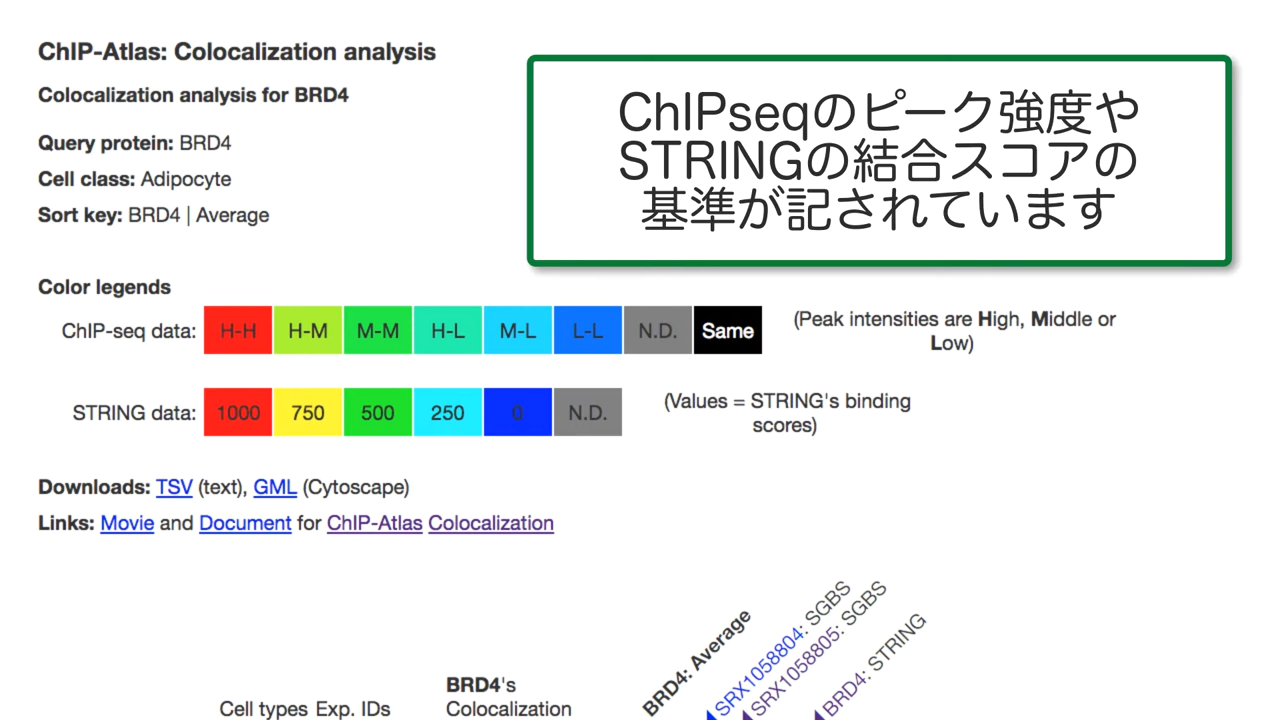 ChIP-Atlas: Colocalization analysis
Colocalization analysis for BRD4
Query protein: BRD4
Cell class: Adipocyte
Sort key: BRD4 | Average
ChIPseqのピーク強度や
STRINGの結合スコアの
基準が記されています
Color legends
ChIP-seq data: H-H H-M M-M H-L M-L L-L N.D. Same (Peak intensities are High, Middle or
Low)
STRING data: 1000 750 500 250 0 N.D. (Values = STRING's binding
scores)
Downloads: TSV (text), GML (Cytoscape)
Links: Movie and Document for ChIP-Atlas Colocalization
BRD4: Average
SRX1058804: SGBS
SRX1058805: SGBS
BRD4: STRING
BRD4's
Cell types Exp. IDs Colocalization